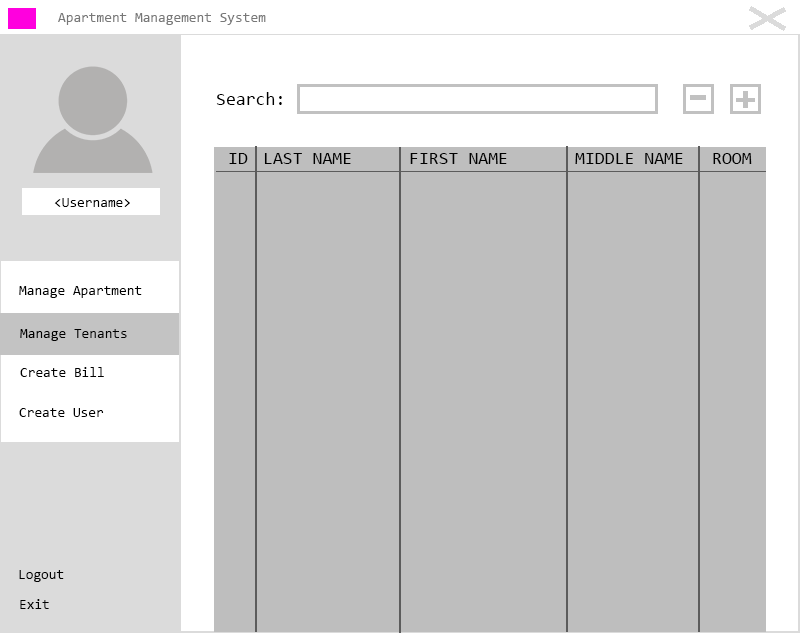 Apartment Management System
<Username>
Manage Apartment
Manage Tenants
Create Bill
Create User
Logout
Exit
Search:
ID LAST NAME FIRST NAME MIDDLE NAME ROOM